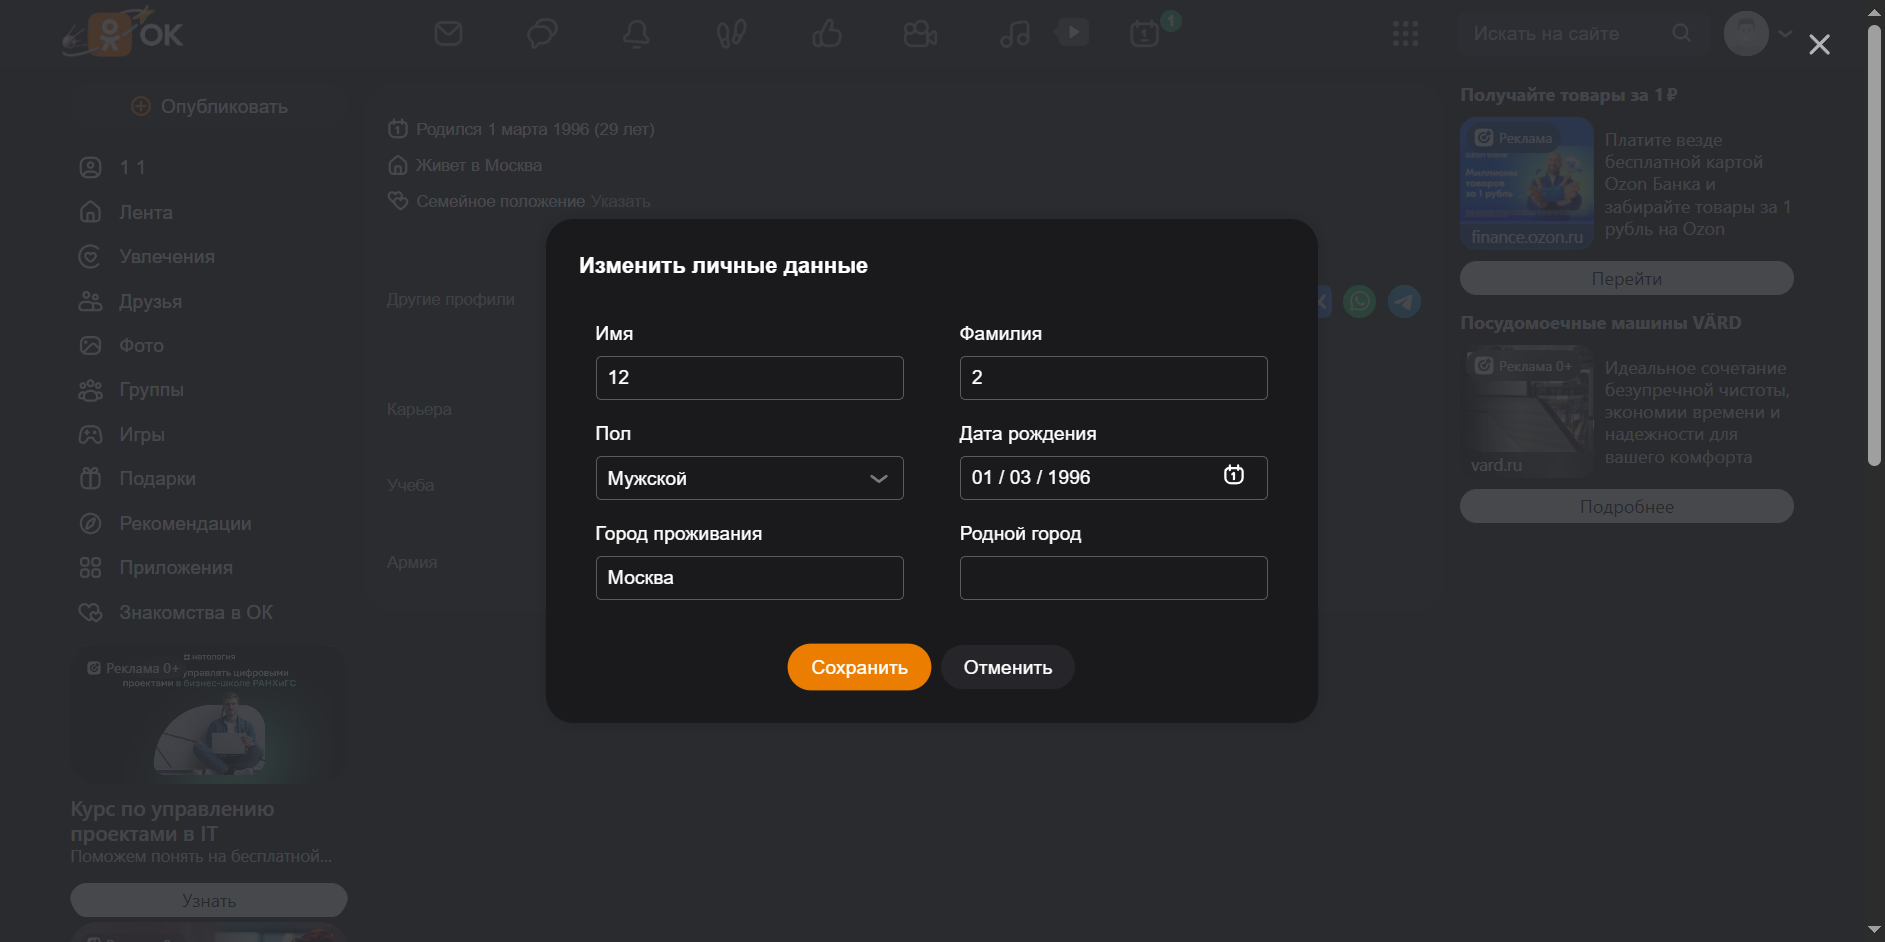 ОК
1
1
Искать на сайте
Опубликовать
1 1
Лента
Увлечения
Друзья
Фото
Группы
Игры
Подарки
Рекомендации
Приложения
Знакомства в ОК
Реклама 0+
нетология
управлять цифровыми
проектами в бизнес-школе РАНХиГС
Курс по управлению
проектами в IT
Поможем понять на бесплатной...
Узнать
Родился 1 марта 1996 (29 лет)
Живет в Москва
Семейное положение Указать
Другие профили
Карьера
Учеба
Армия
Изменить личные данные
Имя
Фамилия
12
2
Пол
Дата рождения
Мужской
01 / 03 / 1996
Город проживания
Родной город
Москва
Сохранить
Отменить
Получайте товары за 1 ₽
Реклама
Миллионы
товаров
за 1 рубль
finance.ozon.ru
Платите везде
бесплатной картой
Ozon Банка и
забирайте товары за 1
рубль на Ozon
Перейти
Посудомоечные машины VÄRD
Реклама 0+
vard.ru
Идеальное сочетание
безупречной чистоты,
экономии времени и
надежности для
вашего комфорта
Подробнее